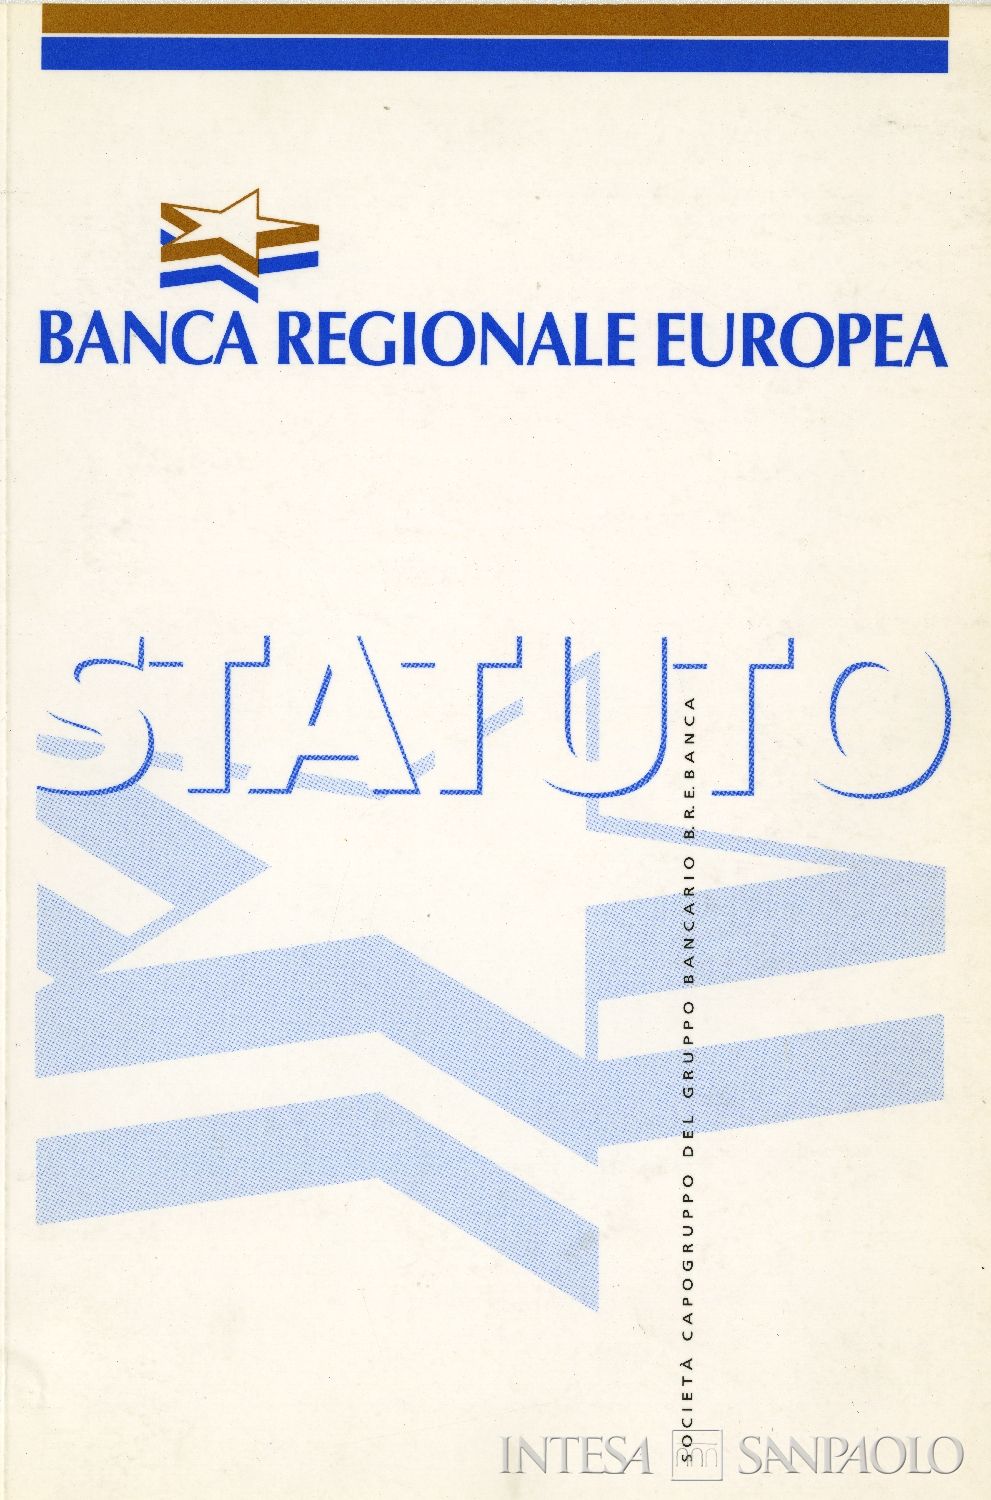 BANCA REGIONALE EUROPEA
STATUTO
SOCIETÀ CAPOGRUPPO DEL GRUPPO BANCARIO B.R.E.BANCA
INTESA SANPAOLO